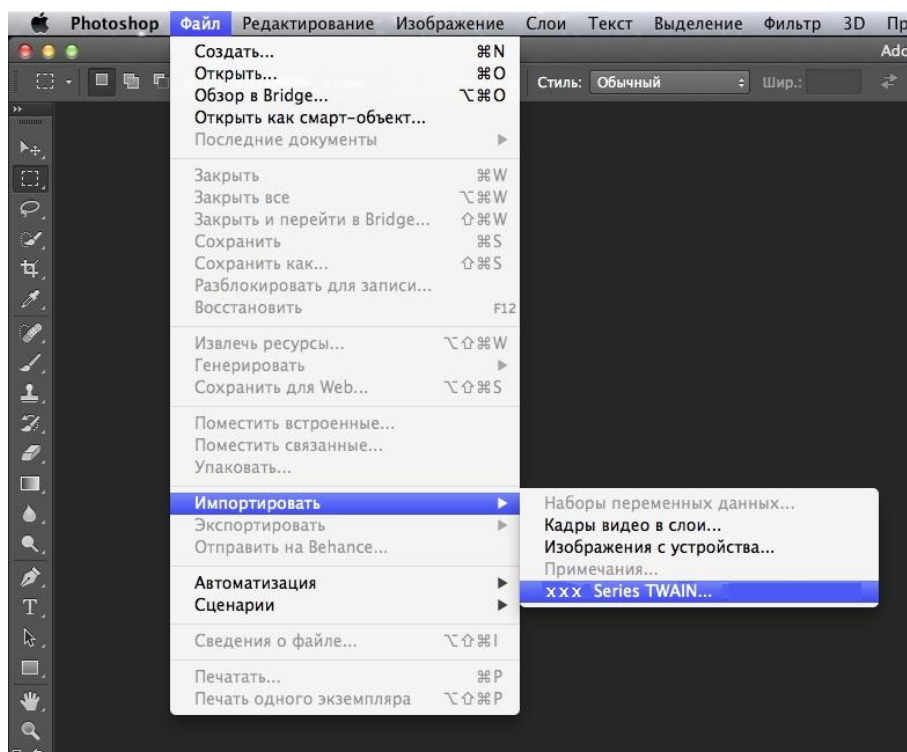 Photoshop Файл Редактирование Изображение Слои Текст Выделение Фильтр 3D Пр
Ado
Стиль: Обычный Шир.:
Создать... ⌘N
Открыть... ⌘O
Обзор в Bridge... ⌥⌘O
Открыть как смарт-объект...
Последние документы
Закрыть ⌘W
Закрыть все ⌥⌘W
Закрыть и перейти в Bridge... ⇧⌘W
Сохранить ⌘S
Сохранить как... ⇧⌘S
Разблокировать для записи...
Восстановить F12
Извлечь ресурсы... ⌥⇧⌘W
Генерировать
Сохранить для Web... ⌥⇧⌘S
Поместить встроенные...
Поместить связанные...
Упаковать...
Импортировать
Экспортировать
Отправить на Behance...
Автоматизация
Сценарии
Сведения о файле... ⌥⇧⌘I
Печатать... ⌘P
Печать одного экземпляра ⌥⇧⌘P
Наборы переменных данных...
Кадры видео в слои...
Изображения с устройства...
Примечания...
xxx Series TWAIN...